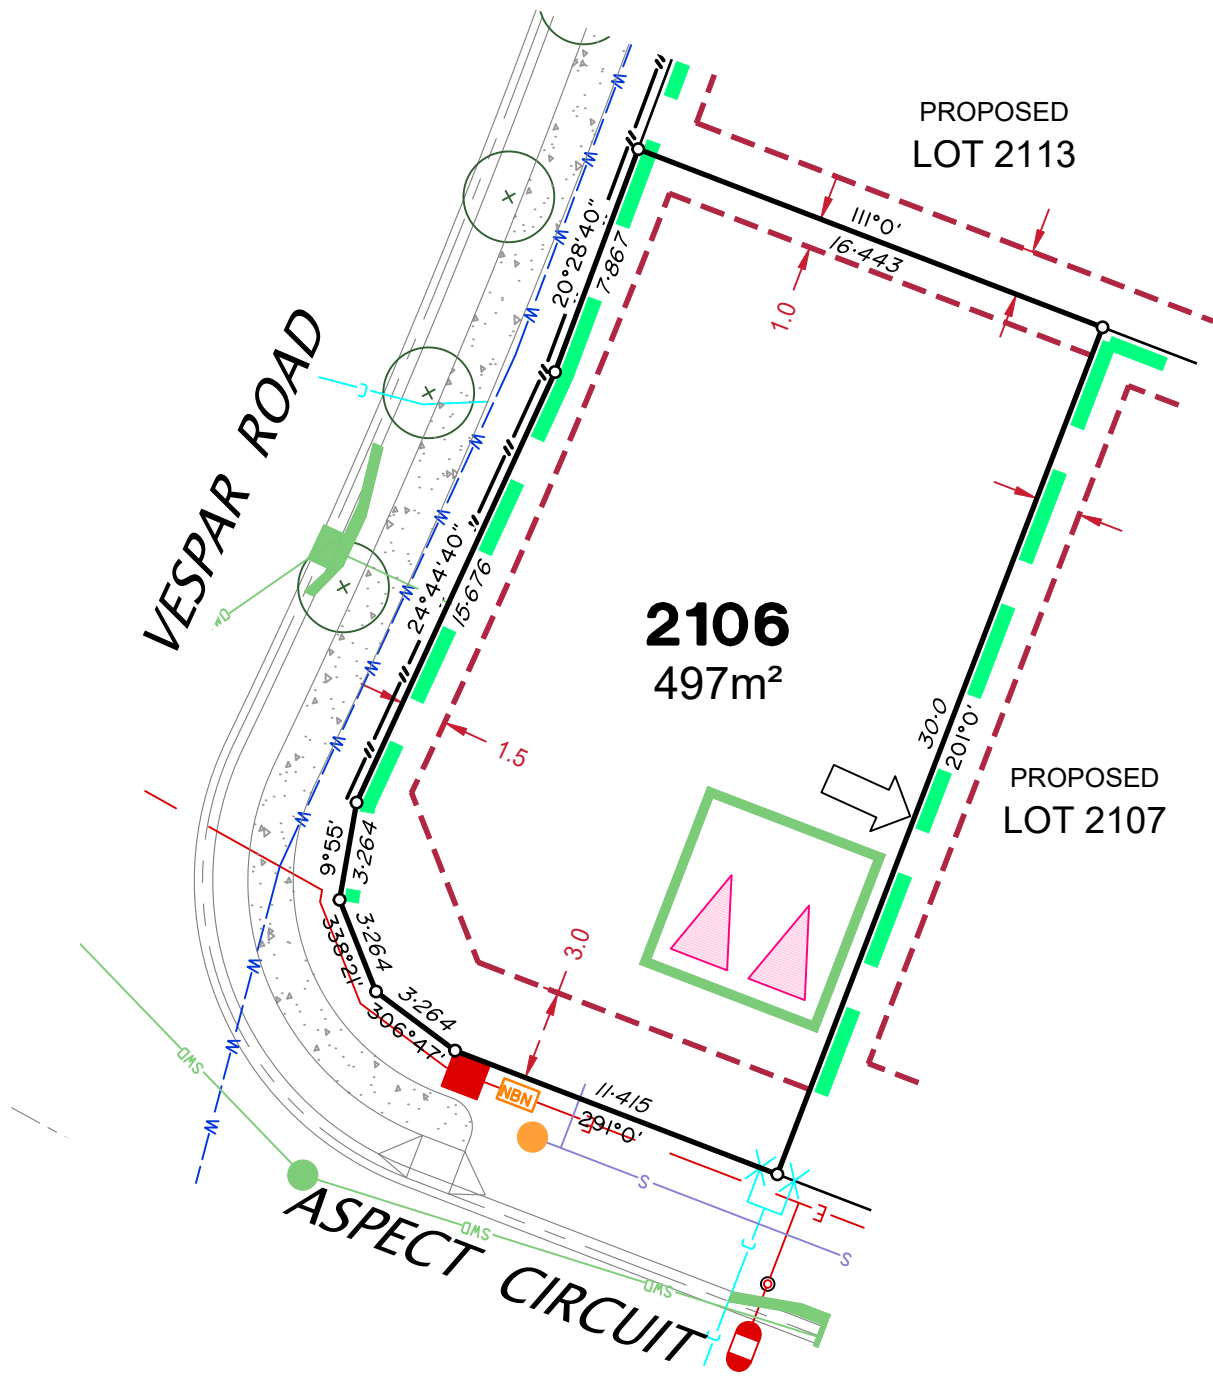 PROPOSED
LOT 2113
111°0'
16·443
1.0
20°28'40"
7·867
VESPAR ROAD
24°44'40"
15·676
2106
497m²
30·0
201°0'
PROPOSED
LOT 2107
1.5
9°55'
3·264
338°21'
3·264
306°47'
3·264
3.0
NBN
11·415
291°0'
ASPECT CIRCUIT
W
W
W
W
W
W
W
W
W
W
W
W
W
SWD
SWD
SWD
S
S
E
E